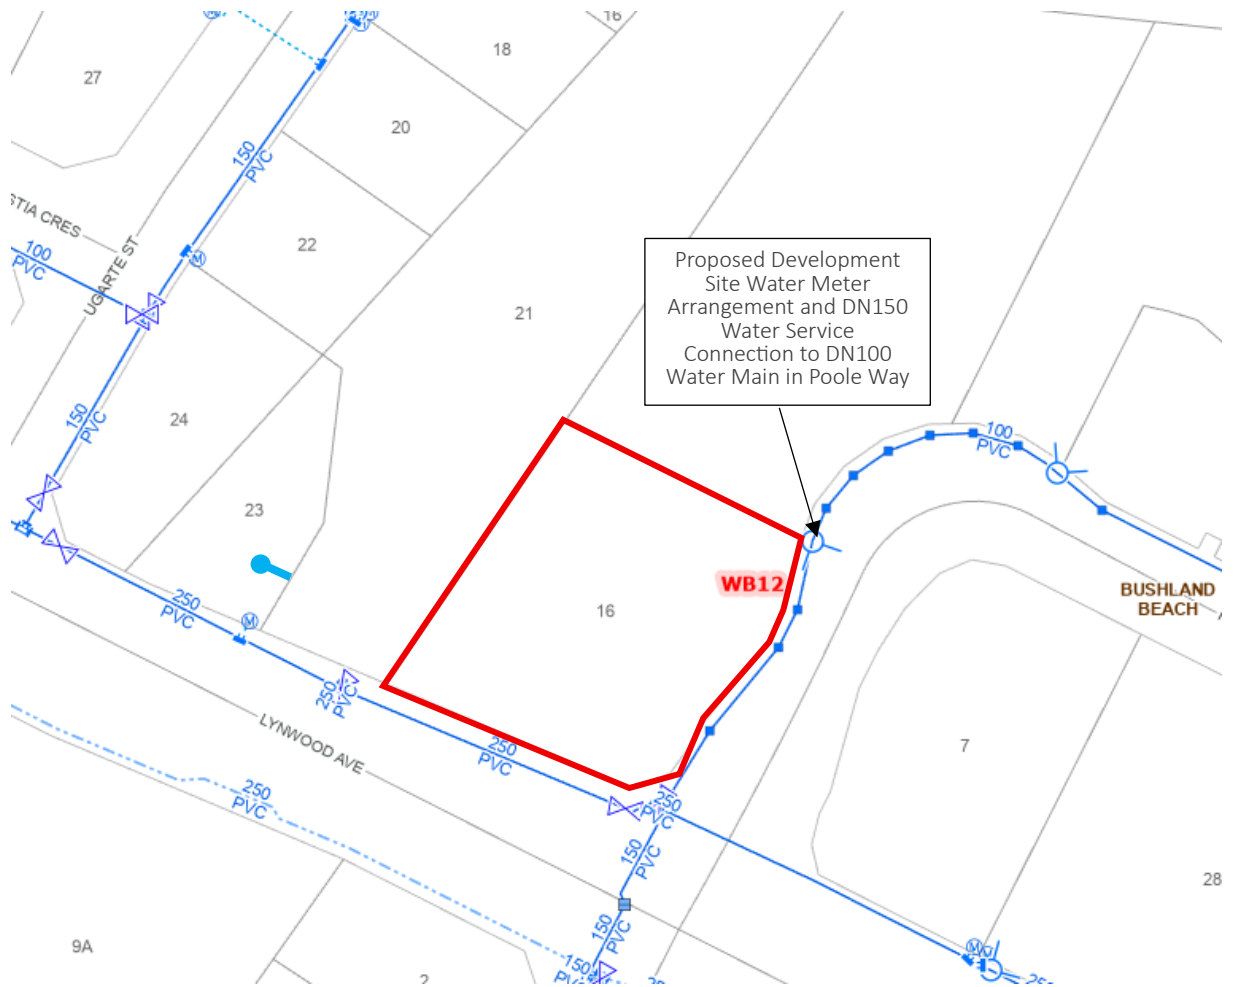 16
18
27
20
150
PVC
STIA CRES
100
PVC
UGARTE ST
22
21
Proposed Development
Site Water Meter
Arrangement and DN150
Water Service
Connection to DN100
Water Main in Poole Way
150
PVC
24
23
100
PVC
WB12
16
BUSHLAND
BEACH
250
PVC
250
PVC
LYNWOOD AVE
250
PVC
7
250
PVC
250
PVC
150
PVC
28
150
PVC
9A
150
2
250